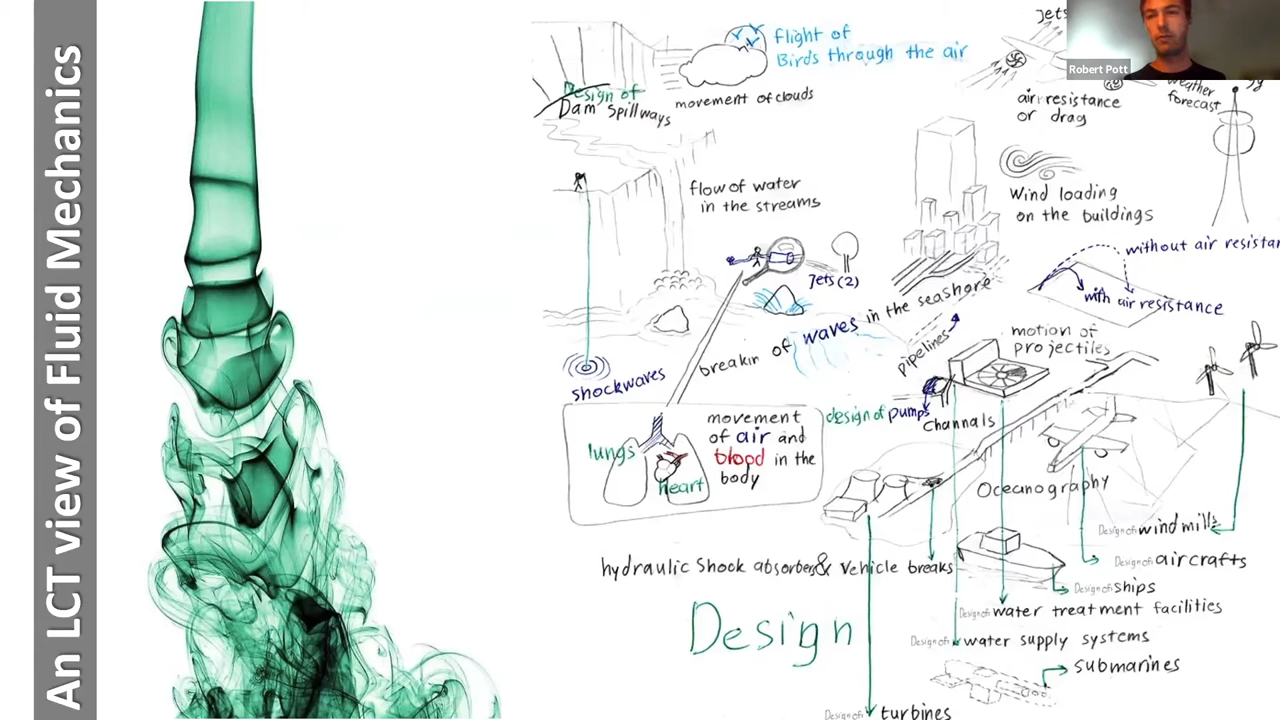 An LCT view of Fluid Mechanics
Flight of
Birds through the air
Jets
Robert Pott
Design of
Dam Spillways
movement of clouds
air resistance
or drag
weather
forecast
flow of water
in the streams
Wind loading
on the buildings
without air resistan
with air resistance
Jets (2)
breakin of waves in the seashore
pipelines
motion of
projectiles
shockwaves
design of pumps
channals
lungs
heart
movement
of air and
blood in the
body
Oceanography
Design of windmills
hydraulic shock absorbers & vehicle breaks
Design of aircrafts
Design of ships
Design of water treatment facilities
Design
Design of water supply systems
submarines
Design of turbines